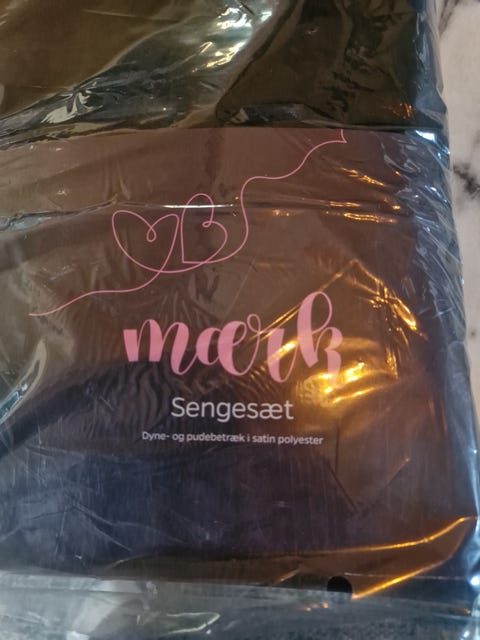 mærk
Sengesæt
Dyne- og pudebetræk i satin polyester